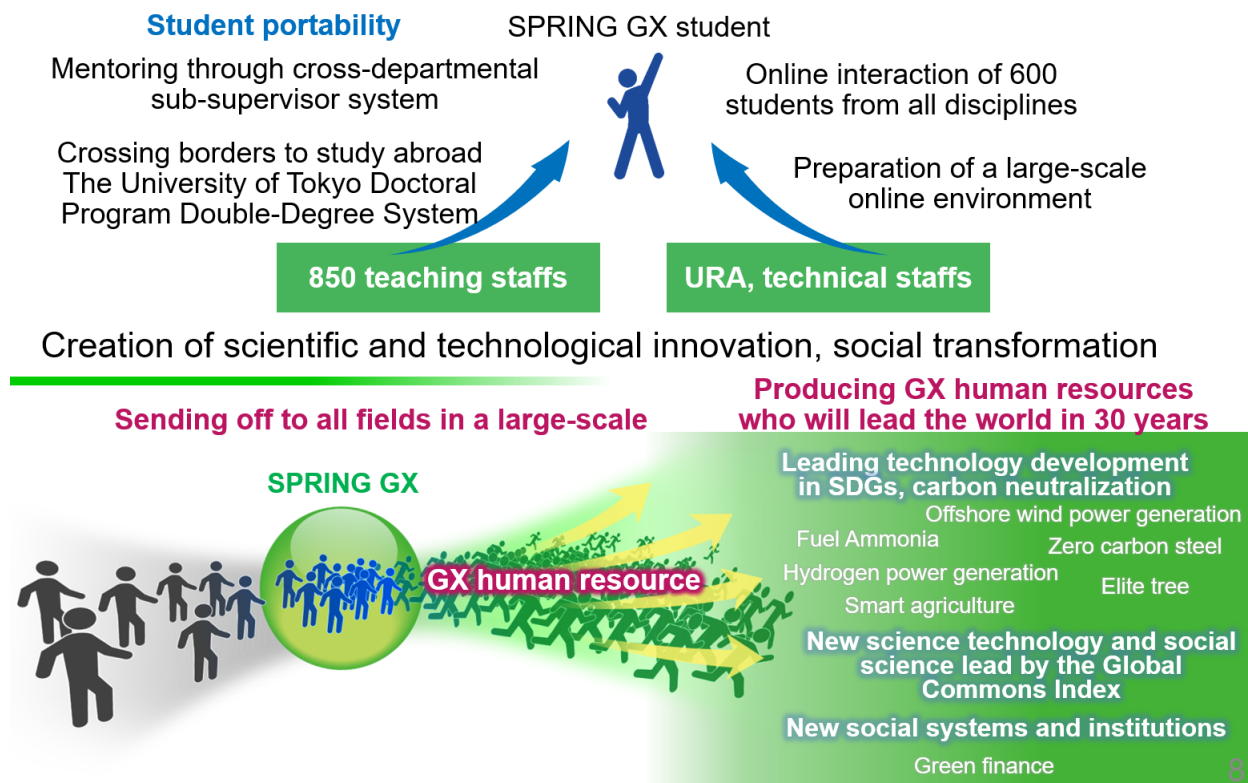 Student portability
SPRING GX student
Mentoring through cross-departmental
sub-supervisor system
Online interaction of 600
students from all disciplines
Crossing borders to study abroad
The University of Tokyo Doctoral
Program Double-Degree System
Preparation of a large-scale
online environment
850 teaching staffs
URA, technical staffs
Creation of scientific and technological innovation, social transformation
Sending off to all fields in a large-scale
Producing GX human resources
who will lead the world in 30 years
SPRING GX
GX human resource
Leading technology development
in SDGs, carbon neutralization
Offshore wind power generation
Fuel Ammonia
Zero carbon steel
Hydrogen power generation
Elite tree
Smart agriculture
New science technology and social
science lead by the Global
Commons Index
New social systems and institutions
Green finance
8